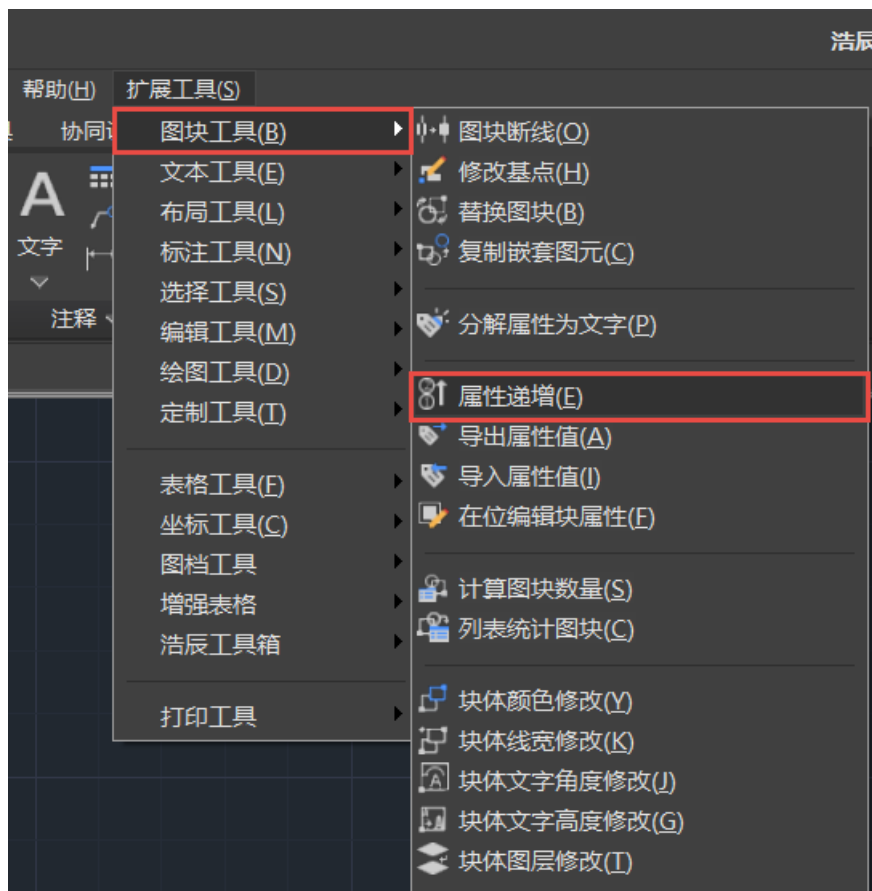 浩辰
帮助(H) 扩展工具(S)
协同
文字
注释
图块工具(B)
文本工具(E)
布局工具(L)
标注工具(N)
选择工具(S)
编辑工具(M)
绘图工具(D)
定制工具(T)
表格工具(F)
坐标工具(C)
图档工具
增强表格
浩辰工具箱
打印工具
图块断线(O)
修改基点(H)
替换图块(B)
复制嵌套图元(C)
分解属性为文字(P)
属性递增(E)
导出属性值(A)
导入属性值(I)
在位编辑块属性(F)
计算图块数量(S)
列表统计图块(C)
块体颜色修改(Y)
块体线宽修改(K)
块体文字角度修改(J)
块体文字高度修改(G)
块体图层修改(T)